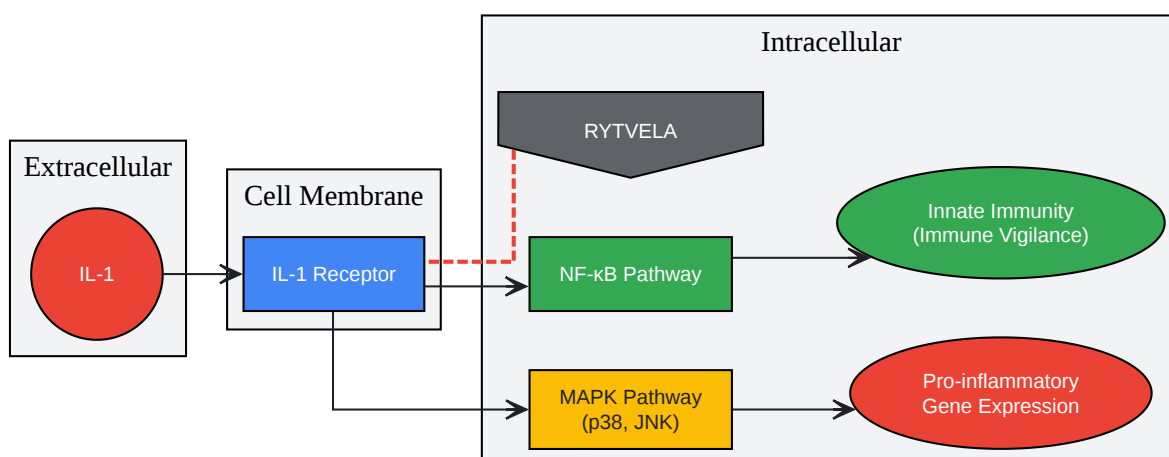 Extracellular
IL-1
Cell Membrane
IL-1 Receptor
Intracellular
RYTVELA
NF-κB Pathway
Innate Immunity
(Immune Vigilance)
MAPK Pathway
(p38, JNK)
Pro-inflammatory
Gene Expression